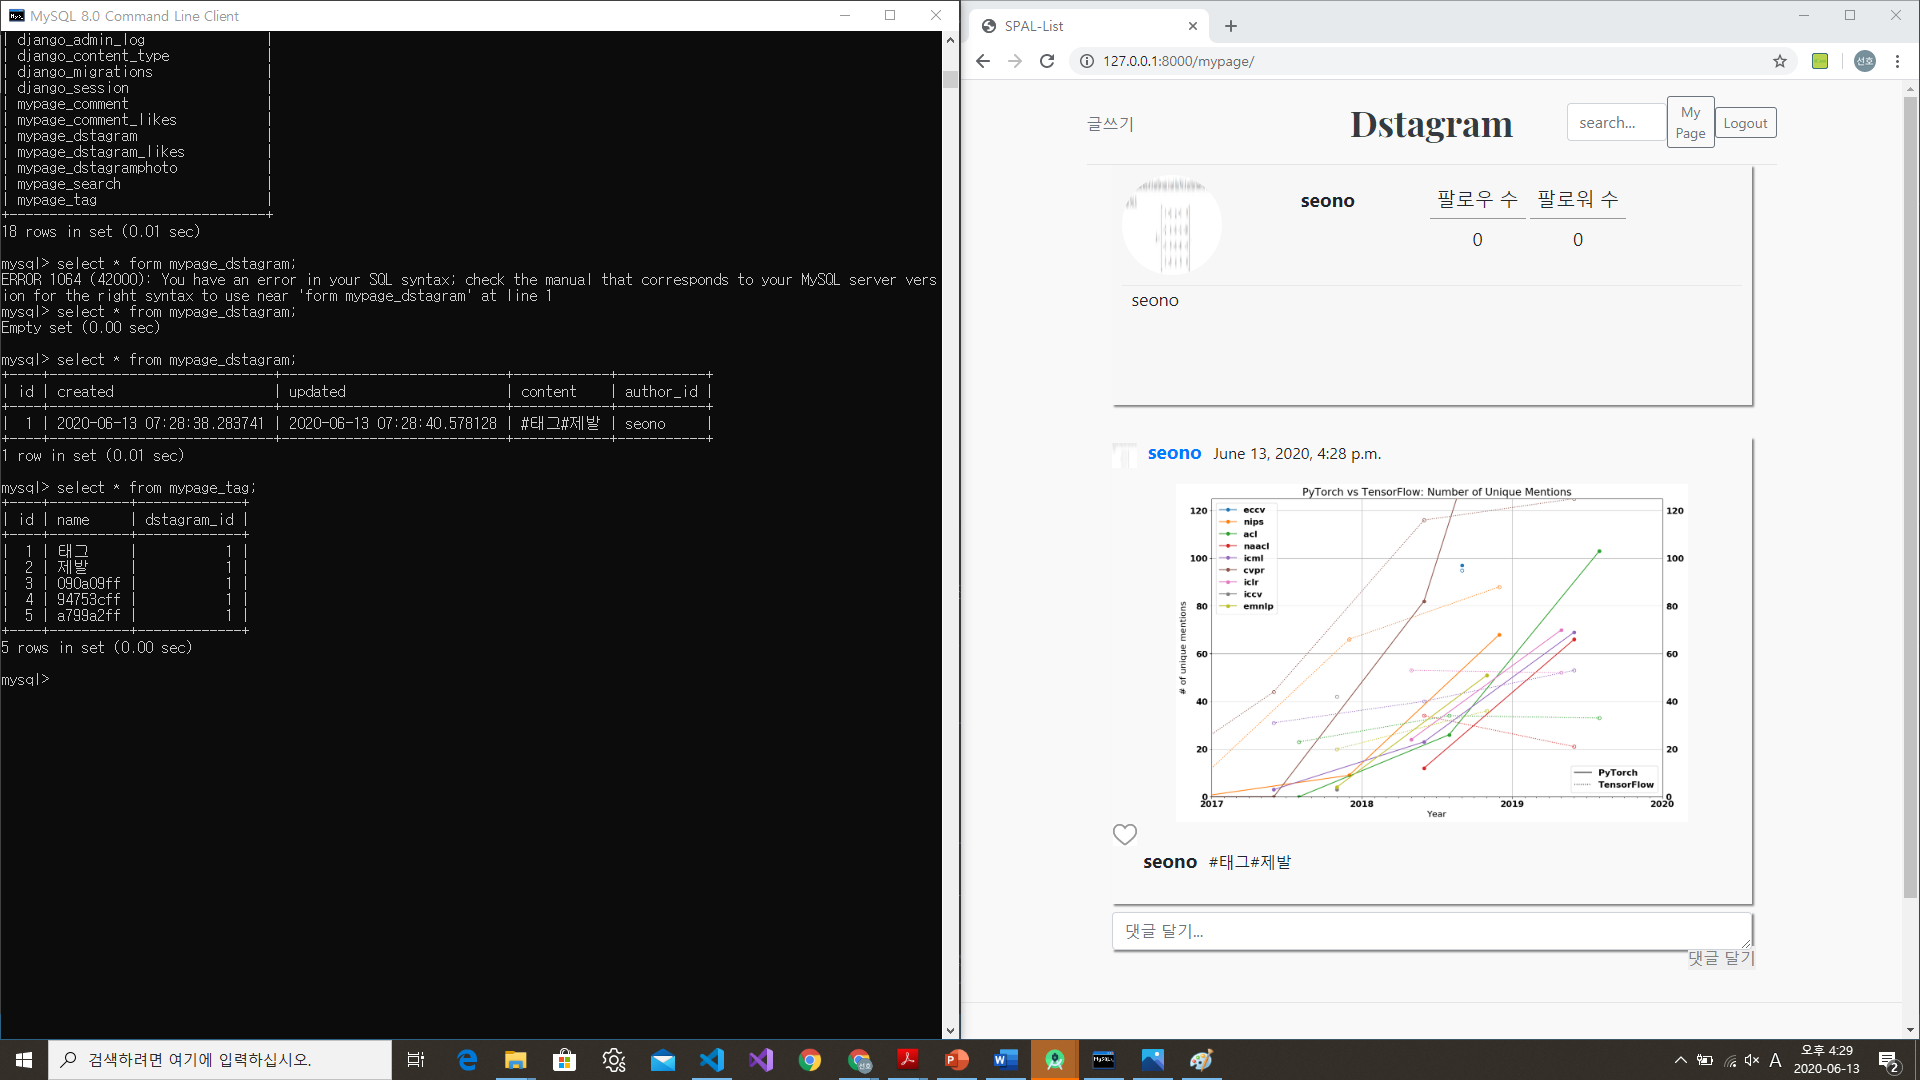 MySQL 8.0 Command Line Client
| django_admin_log |
| django_content_type |
| django_migrations |
| django_session |
| mypage_comment |
| mypage_comment_likes |
| mypage_dstagram |
| mypage_dstagram_likes |
| mypage_dstagramphoto |
| mypage_search |
| mypage_tag |
+--------------------------------+
18 rows in set (0.01 sec)
mysql> select * form mypage_dstagram;
ERROR 1064 (42000): You have an error in your SQL syntax; check the manual that corresponds to your MySQL server vers
ion for the right syntax to use near 'form mypage_dstagram' at line 1
mysql> select * from mypage_dstagram;
Empty set (0.00 sec)
mysql> select * from mypage_dstagram;
+----+----------------------------+----------------------------+------------+-----------+
| id | created | updated | content | author_id |
+----+----------------------------+----------------------------+------------+-----------+
| 1 | 2020-06-13 07:28:38.283741 | 2020-06-13 07:28:40.578128 | #태그#제발 | seono |
+----+----------------------------+----------------------------+------------+-----------+
1 row in set (0.01 sec)
mysql> select * from mypage_tag;
+----+----------+-------------+
| id | name | dstagram_id |
+----+----------+-------------+
| 1 | 태그 | 1 |
| 2 | 제발 | 1 |
| 3 | 090a09ff | 1 |
| 4 | 94753cff | 1 |
| 5 | a799a2ff | 1 |
+----+----------+-------------+
5 rows in set (0.00 sec)
mysql>
SPAL-List
127.0.0.1:8000/mypage/
선호
글쓰기
Dstagram
search...
My
Page
Logout
seono
팔로우 수 팔로워 수
0 0
seono
seono June 13, 2020, 4:28 p.m.
PyTorch vs TensorFlow: Number of Unique Mentions
eccv
nips
acl
naacl
icml
cvpr
iclr
iccv
emnlp
# of unique mentions
120 120
100 100
80 80
60 60
40 40
20 20
0 0
PyTorch
TensorFlow
2017 2018 2019 2020
Year
seono #태그#제발
댓글 달기...
댓글 달기
검색하려면 여기에 입력하십시오.
A
오후 4:29
2020-06-13
2